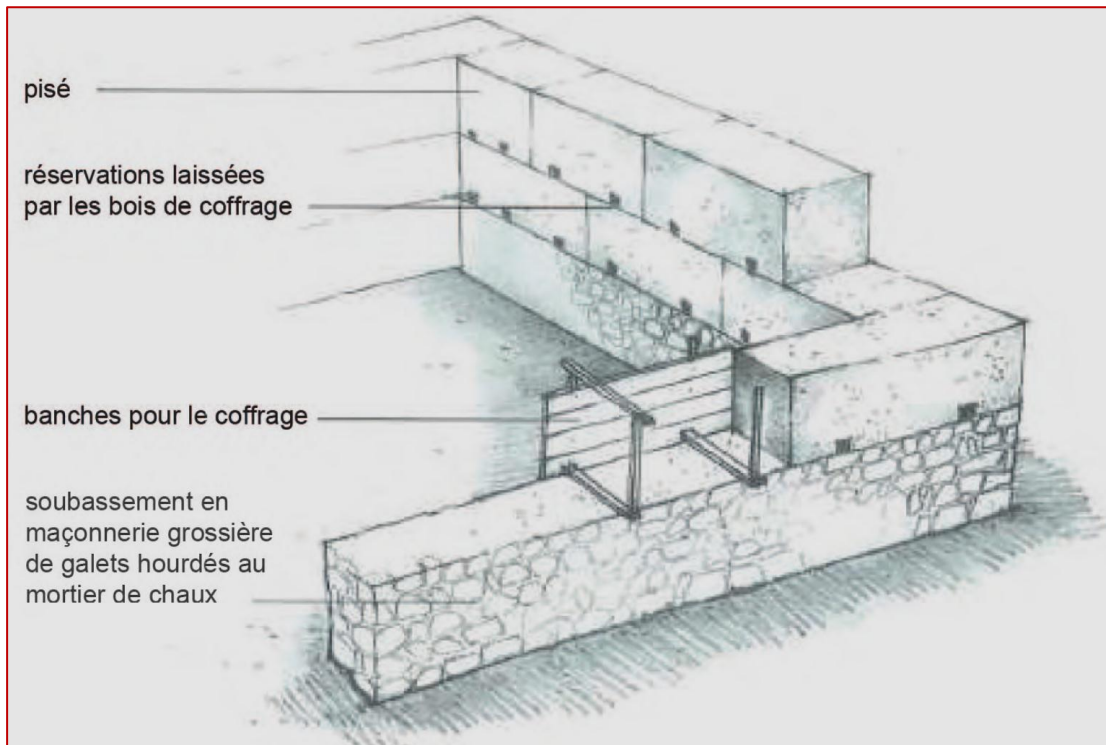 pisé
réservations laissées
par les bois de coffrage
banches pour le coffrage
soubassement en
maçonnerie grossière
de galets hourdés au
mortier de chaux